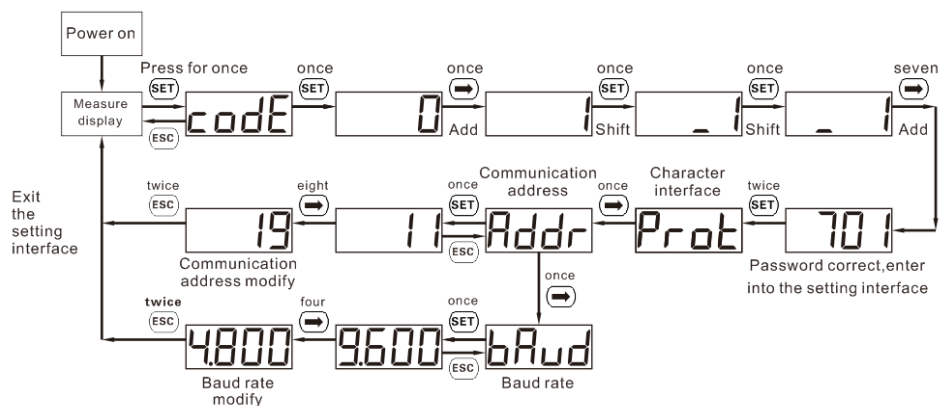 Power on
Press for once
once
once
once
once
seven
SET
SET
SET
SET
Measure
display
codE
0
1
_1
_ 1
ESC
Add
Shift
Shift
Add
Exit
the
setting
interface
twice
ESC
eight
once
SET
Communication
address
once
Character
interface
twice
SET
19
11
Addr
Prot
701
ESC
Communication
address modify
Password correct,enter
into the setting interface
once
twice
ESC
four
once
SET
4.800
9.600
bAud
ESC
Baud rate
modify
Baud rate